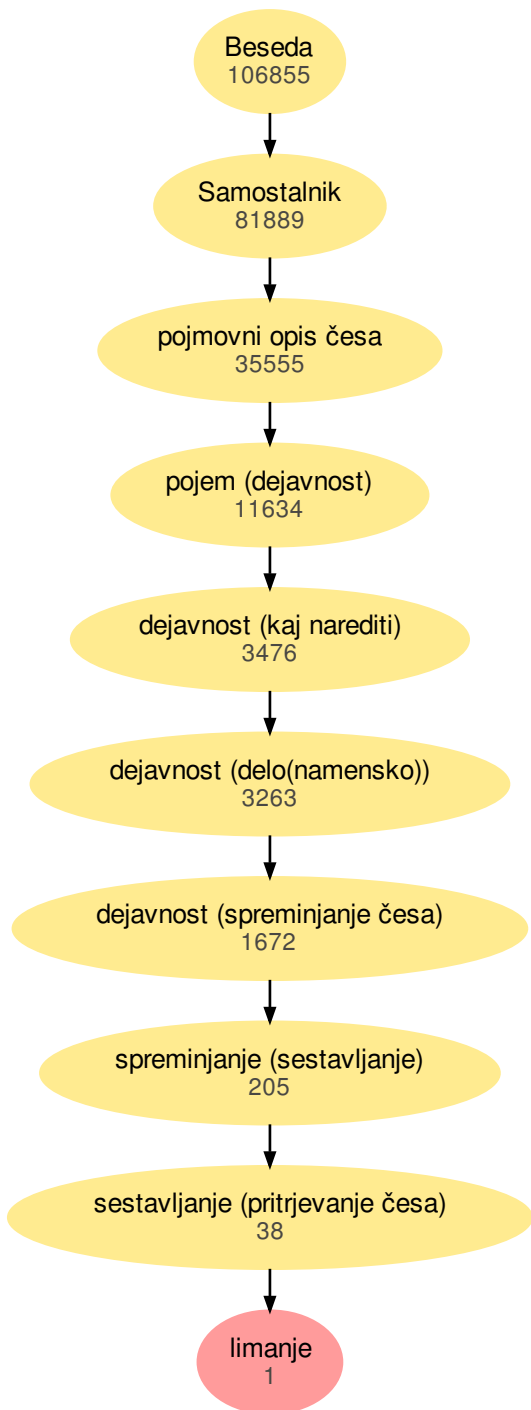 Beseda
106855
Samostalnik
81889
pojmovni opis česa
35555
pojem (dejavnost)
11634
dejavnost (kaj narediti)
3476
dejavnost (delo(namensko))
3263
dejavnost (spreminjanje česa)
1672
spreminjanje (sestavljanje)
205
sestavljanje (pritrjevanje česa)
38
limanje
1